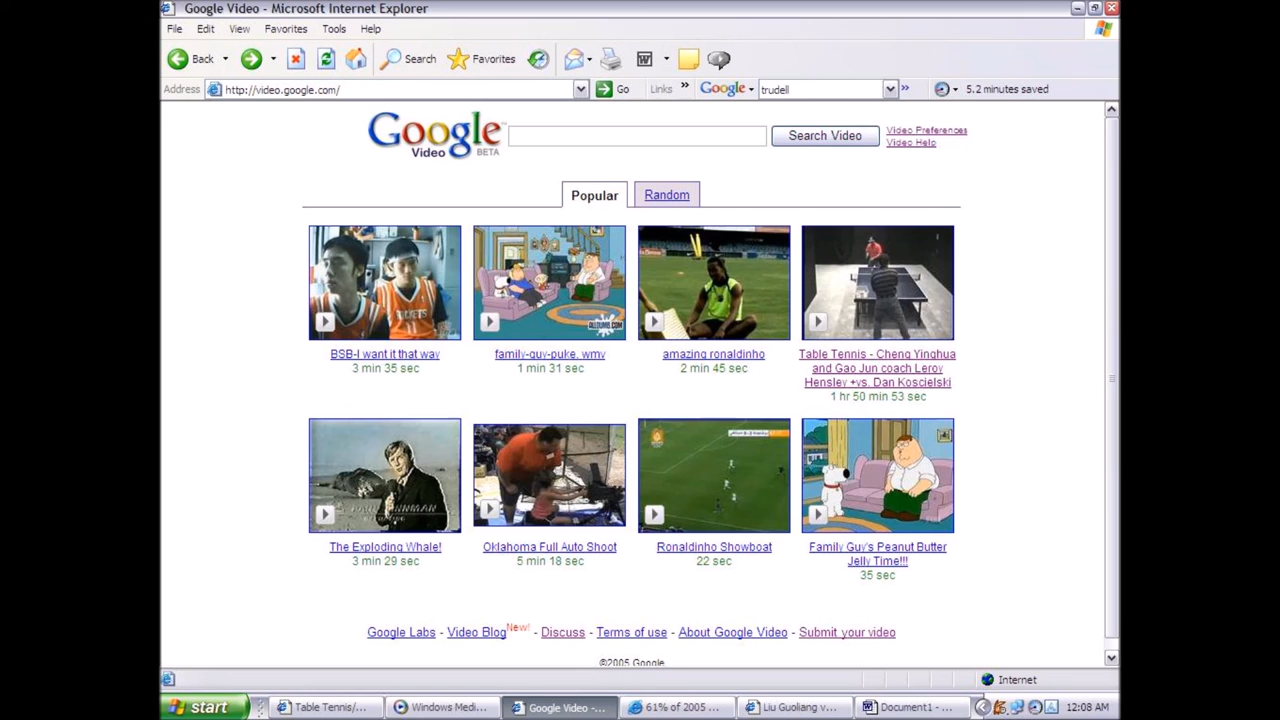 Google Video - Microsoft Internet Explorer
File Edit View Favorites Tools Help
Back Search Favorites
Address http://video.google.com/ Go Links » Google trudell » 5.2 minutes saved
Google Video BETA
Search Video
Video Preferences
Video Help
Popular Random
BSB-I want it that way
3 min 35 sec
family-guy-puke. wmv
1 min 31 sec
amazing ronaldinho
2 min 45 sec
Table Tennis - Cheng Yinghua
and Gao Jun coach Leroy
Hensley +vs. Dan Koscielski
1 hr 50 min 53 sec
ROCKETS
11
The Exploding Whale!
3 min 29 sec
Oklahoma Full Auto Shoot
5 min 18 sec
Ronaldinho Showboat
22 sec
Family Guy's Peanut Butter
Jelly Time!!!
35 sec
Google Labs - Video Blog New! - Discuss - Terms of use - About Google Video - Submit your video
©2005 Google
Internet
start Table Tennis/... Windows Medi... Google Video -... 61% of 2005 ... Liu Guoliang v... Document1 - ... 12:08 AM